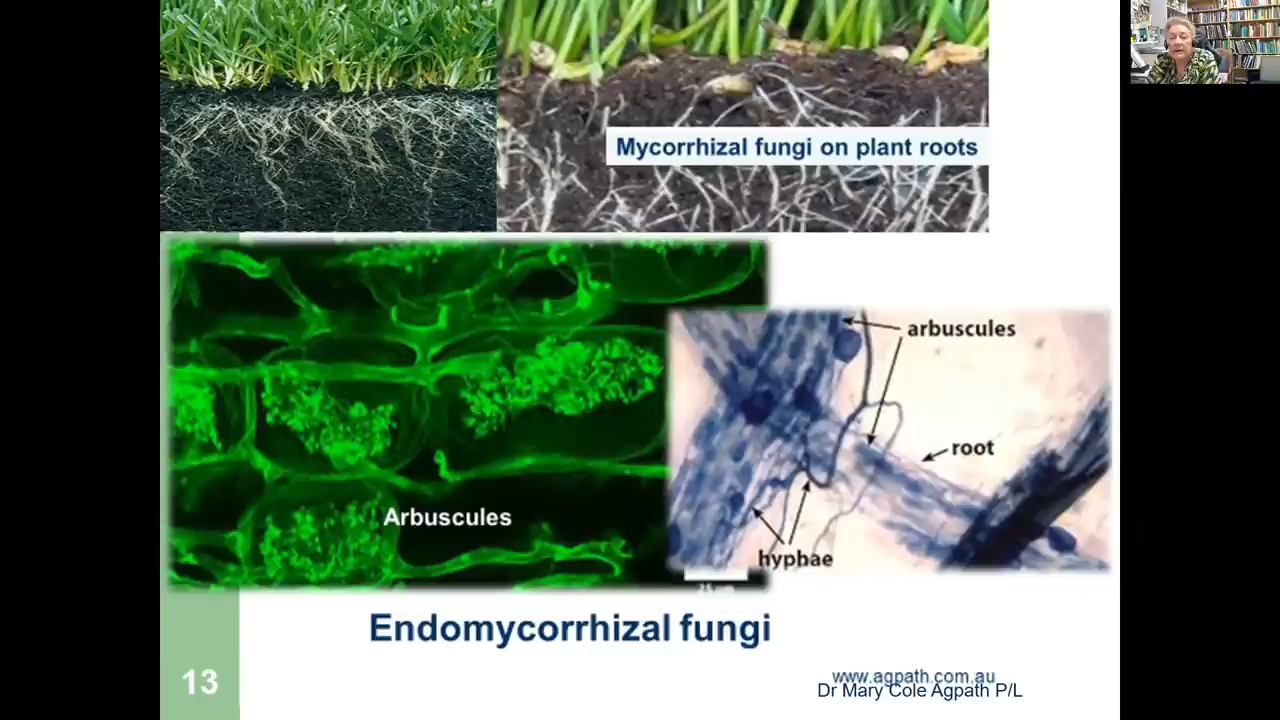 Mycorrhizal fungi on plant roots
arbuscules
root
Arbuscules
hyphae
Endomycorrhizal fungi
13
www.agpath.com.au
Dr Mary Cole Agpath P/L